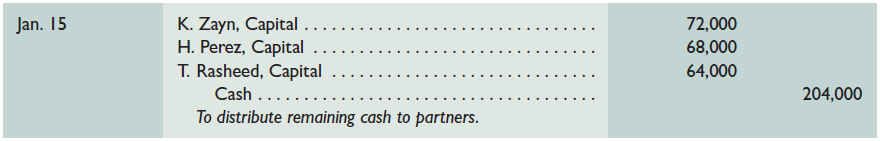 Jan. 15 K. Zayn, Capital . . . . . . . . . . . . . . . . . . . . . . . . . . . . . . . . 72,000
H. Perez, Capital . . . . . . . . . . . . . . . . . . . . . . . . . . . . . . . 68,000
T. Rasheed, Capital . . . . . . . . . . . . . . . . . . . . . . . . . . . . . 64,000
Cash . . . . . . . . . . . . . . . . . . . . . . . . . . . . . . . . . . . . . 204,000
To distribute remaining cash to partners.